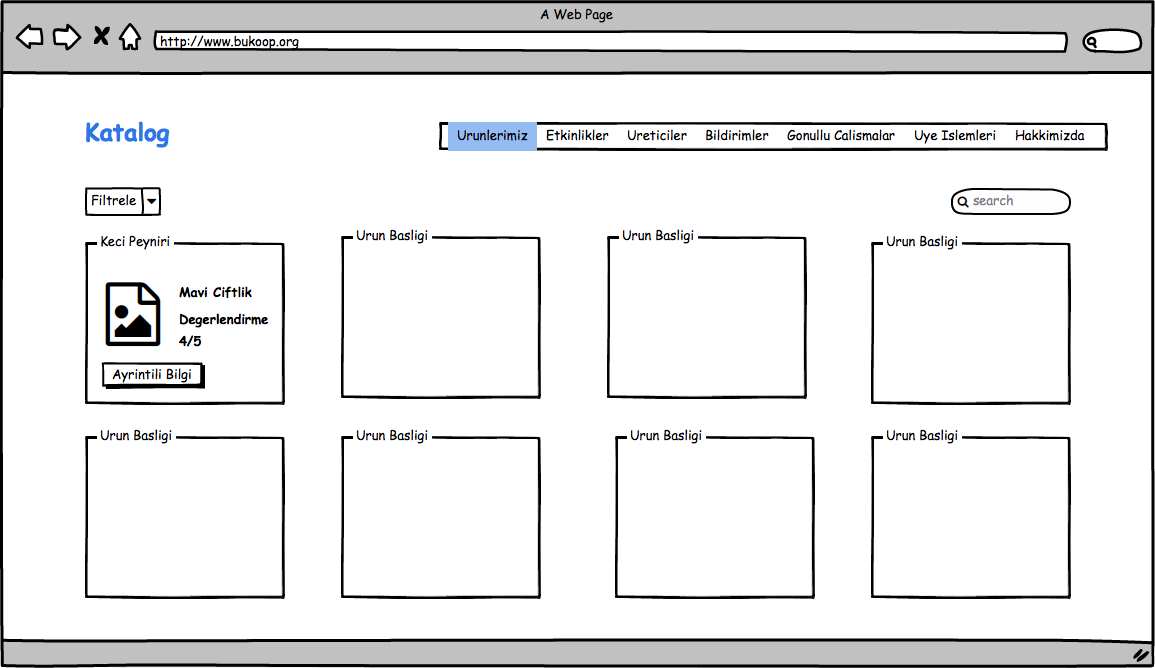 A Web Page
http://www.bukoop.org
Katalog
Urunlerimiz Etkinlikler Ureticiler Bildirimler Gonullu Calismalar Uye Islemleri Hakkimizda
Filtrele
search
Keci Peyniri
Mavi Ciftlik
Degerlendirme
4/5
Ayrintili Bilgi
Urun Basligi
Urun Basligi
Urun Basligi
Urun Basligi
Urun Basligi
Urun Basligi
Urun Basligi